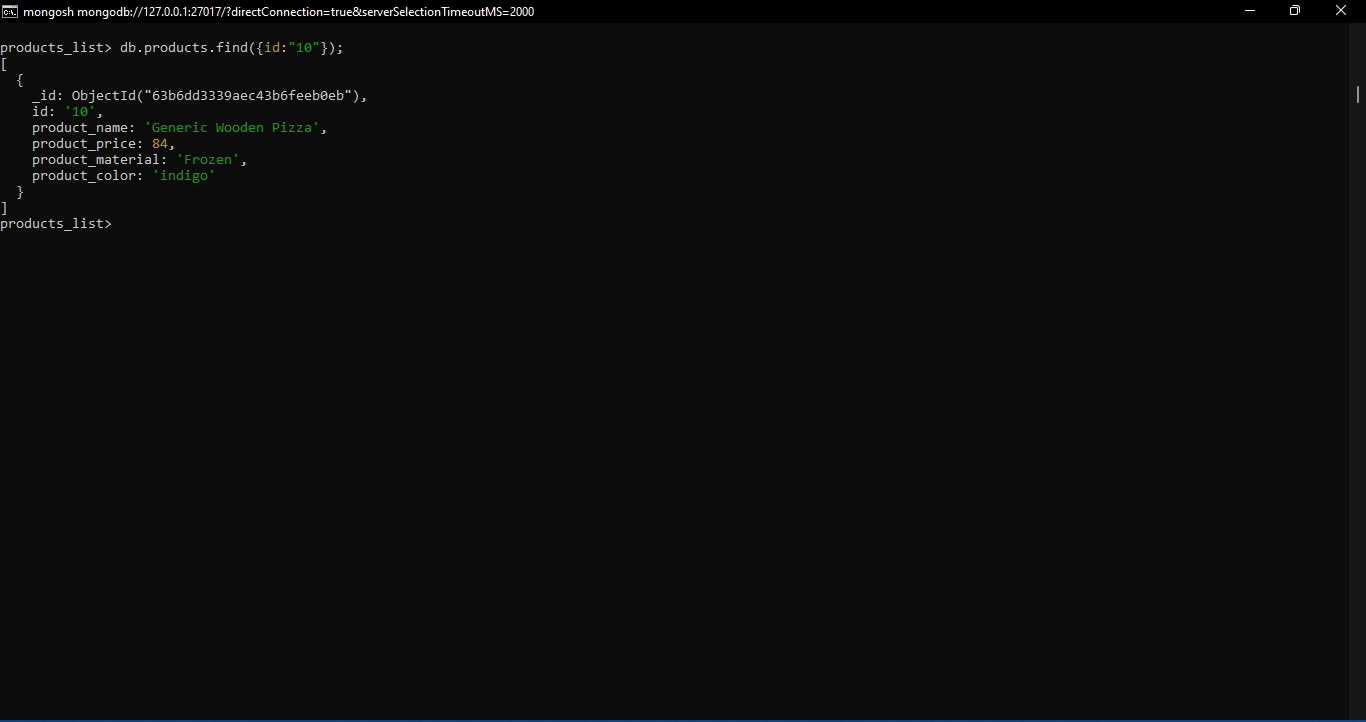 mongosh mongodb://127.0.0.1:27017/?directConnection=true&serverSelectionTimeoutMS=2000
products_list> db.products.find({id:"10"});
[
  {
    _id: ObjectId("63b6dd3339aec43b6feeb0eb"),
    id: '10',
    product_name: 'Generic Wooden Pizza',
    product_price: 84,
    product_material: 'Frozen',
    product_color: 'indigo'
  }
]
products_list>